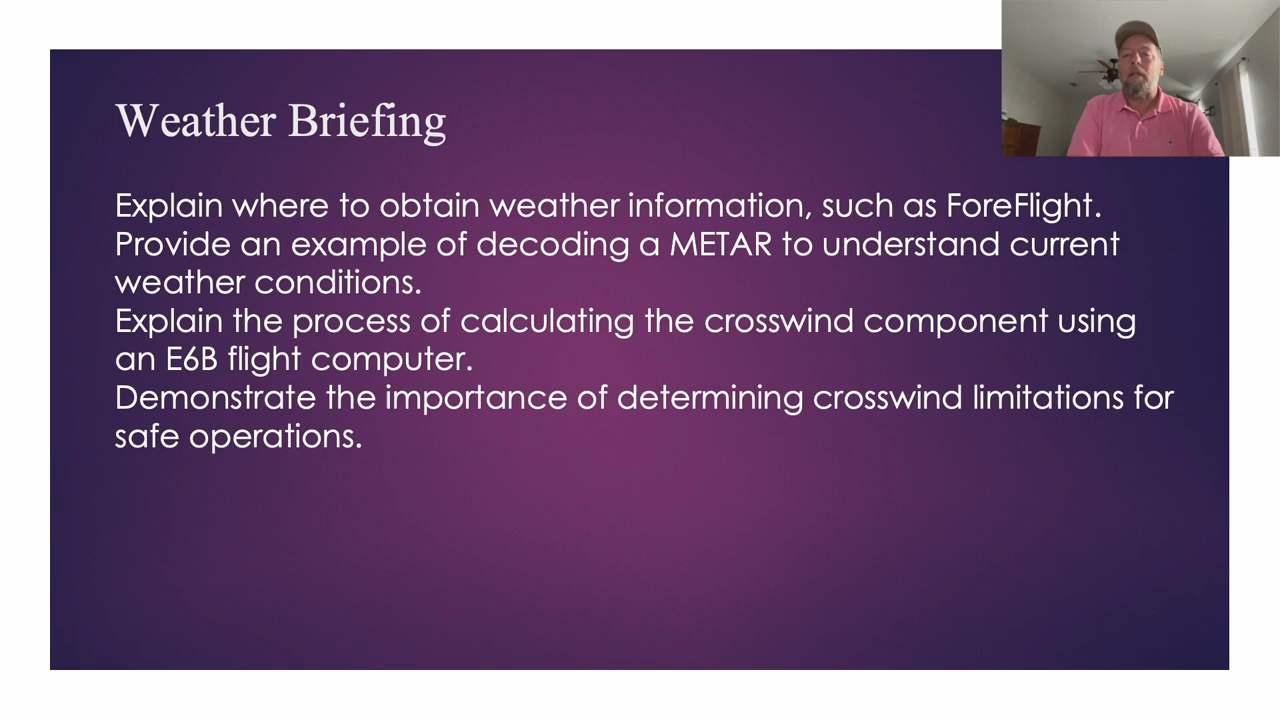 Weather Briefing
Explain where to obtain weather information, such as ForeFlight.
Provide an example of decoding a METAR to understand current
weather conditions.
Explain the process of calculating the crosswind component using
an E6B flight computer.
Demonstrate the importance of determining crosswind limitations for
safe operations.